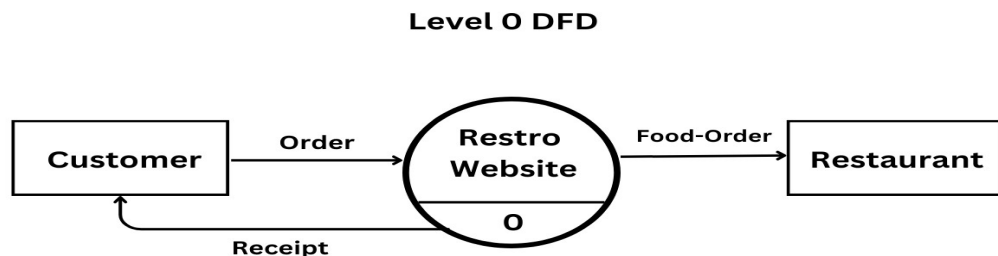 Level 0 DFD
Customer
Order
Restro
Website
0
Food-Order
Restaurant
Receipt